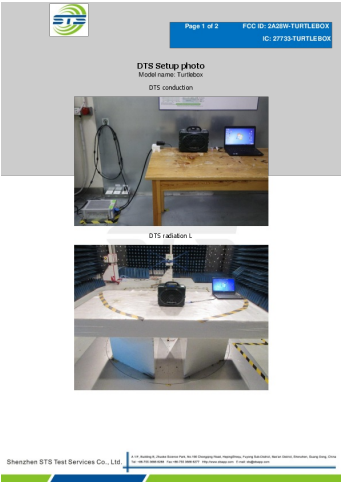 STS
Page 1 of 2 FCC ID: 2A28W-TURTLEBOX
IC: 27733-TURTLEBOX
DTS Setup photo
Model name: Turtlebox
DTS conduction
DTS radiation L
Shenzhen STS Test Services Co., Ltd.